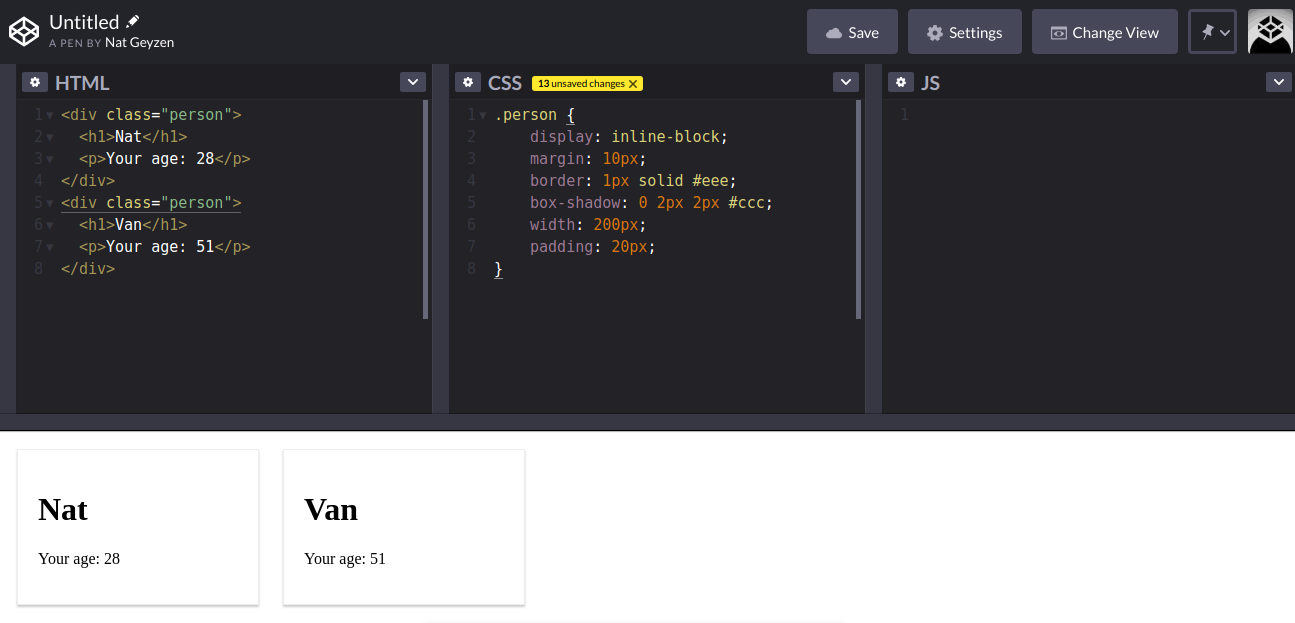 Untitled
A PEN BY Nat Geyzen
Save
Settings
Change View
HTML
1 <div class="person">
2 <h1>Nat</h1>
3 <p>Your age: 28</p>
4 </div>
5 <div class="person">
6 <h1>Van</h1>
7 <p>Your age: 51</p>
8 </div>
CSS 13 unsaved changes X
1 .person {
2 display: inline-block;
3 margin: 10px;
4 border: 1px solid #eee;
5 box-shadow: 0 2px 2px #ccc;
6 width: 200px;
7 padding: 20px;
8 }
JS
1
Nat
Your age: 28
Van
Your age: 51